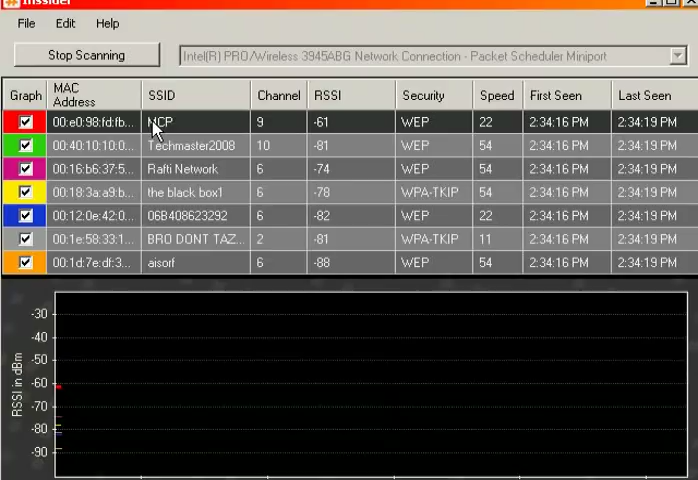 inSSIDer
File Edit Help
Stop Scanning Intel(R) PRO/Wireless 3945ABG Network Connection - Packet Scheduler Miniport
Graph MAC Address SSID Channel RSSI Security Speed First Seen Last Seen
00:e0:98:fd:fb... NCP 9 -61 WEP 22 2:34:16 PM 2:34:19 PM
00:40:10:10:0... Techmaster2008 10 -81 WEP 54 2:34:16 PM 2:34:19 PM
00:16:b6:37:5... Rafti Network 6 -74 WEP 54 2:34:16 PM 2:34:19 PM
00:18:3a:a9:b... the black box1 6 -78 WPA-TKIP 54 2:34:16 PM 2:34:19 PM
00:12:0e:42:0... 06B408623292 6 -82 WEP 22 2:34:16 PM 2:34:19 PM
00:1e:58:33:1... BRO DONT TAZ... 2 -81 WPA-TKIP 11 2:34:16 PM 2:34:19 PM
00:1d:7e:df:3... aisorf 6 -88 WEP 54 2:34:16 PM 2:34:19 PM
RSSI in dBm
-30
-40
-50
-60
-70
-80
-90